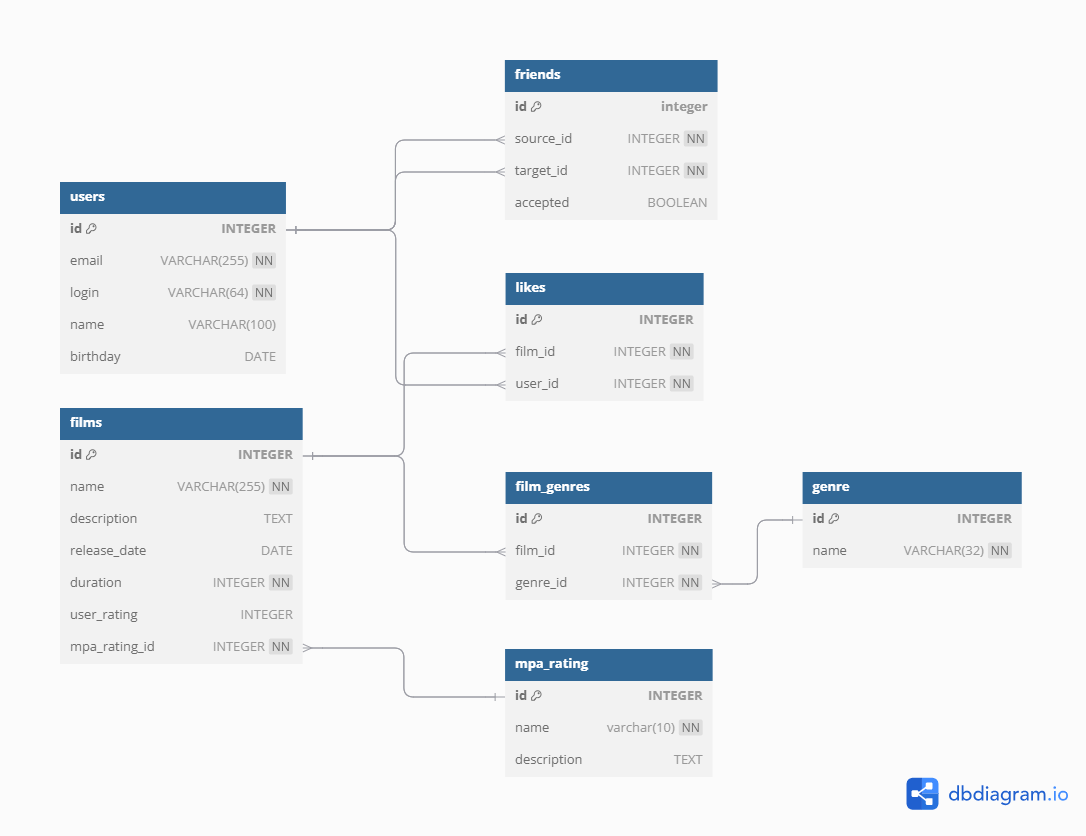 users
id INTEGER
email VARCHAR(255) NN
login VARCHAR(64) NN
name VARCHAR(100)
birthday DATE
films
id INTEGER
name VARCHAR(255) NN
description TEXT
release_date DATE
duration INTEGER NN
user_rating INTEGER
mpa_rating_id INTEGER NN
friends
id integer
source_id INTEGER NN
target_id INTEGER NN
accepted BOOLEAN
likes
id INTEGER
film_id INTEGER NN
user_id INTEGER NN
film_genres
id INTEGER
film_id INTEGER NN
genre_id INTEGER NN
genre
id INTEGER
name VARCHAR(32) NN
mpa_rating
id INTEGER
name varchar(10) NN
description TEXT
dbdiagram.io